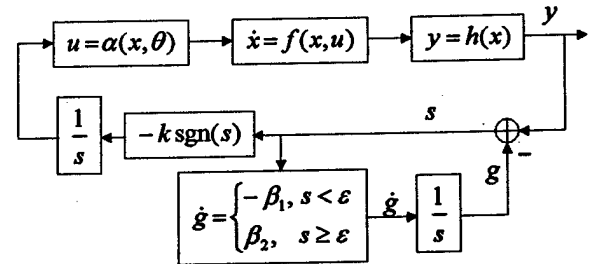 y
u = α(x,θ)
ẋ = f(x,u)
y = h(x)
1/s
−k sgn(s)
s
−
g
ġ = { −β₁, s < ε
β₂, s ≥ ε
ġ
1/s